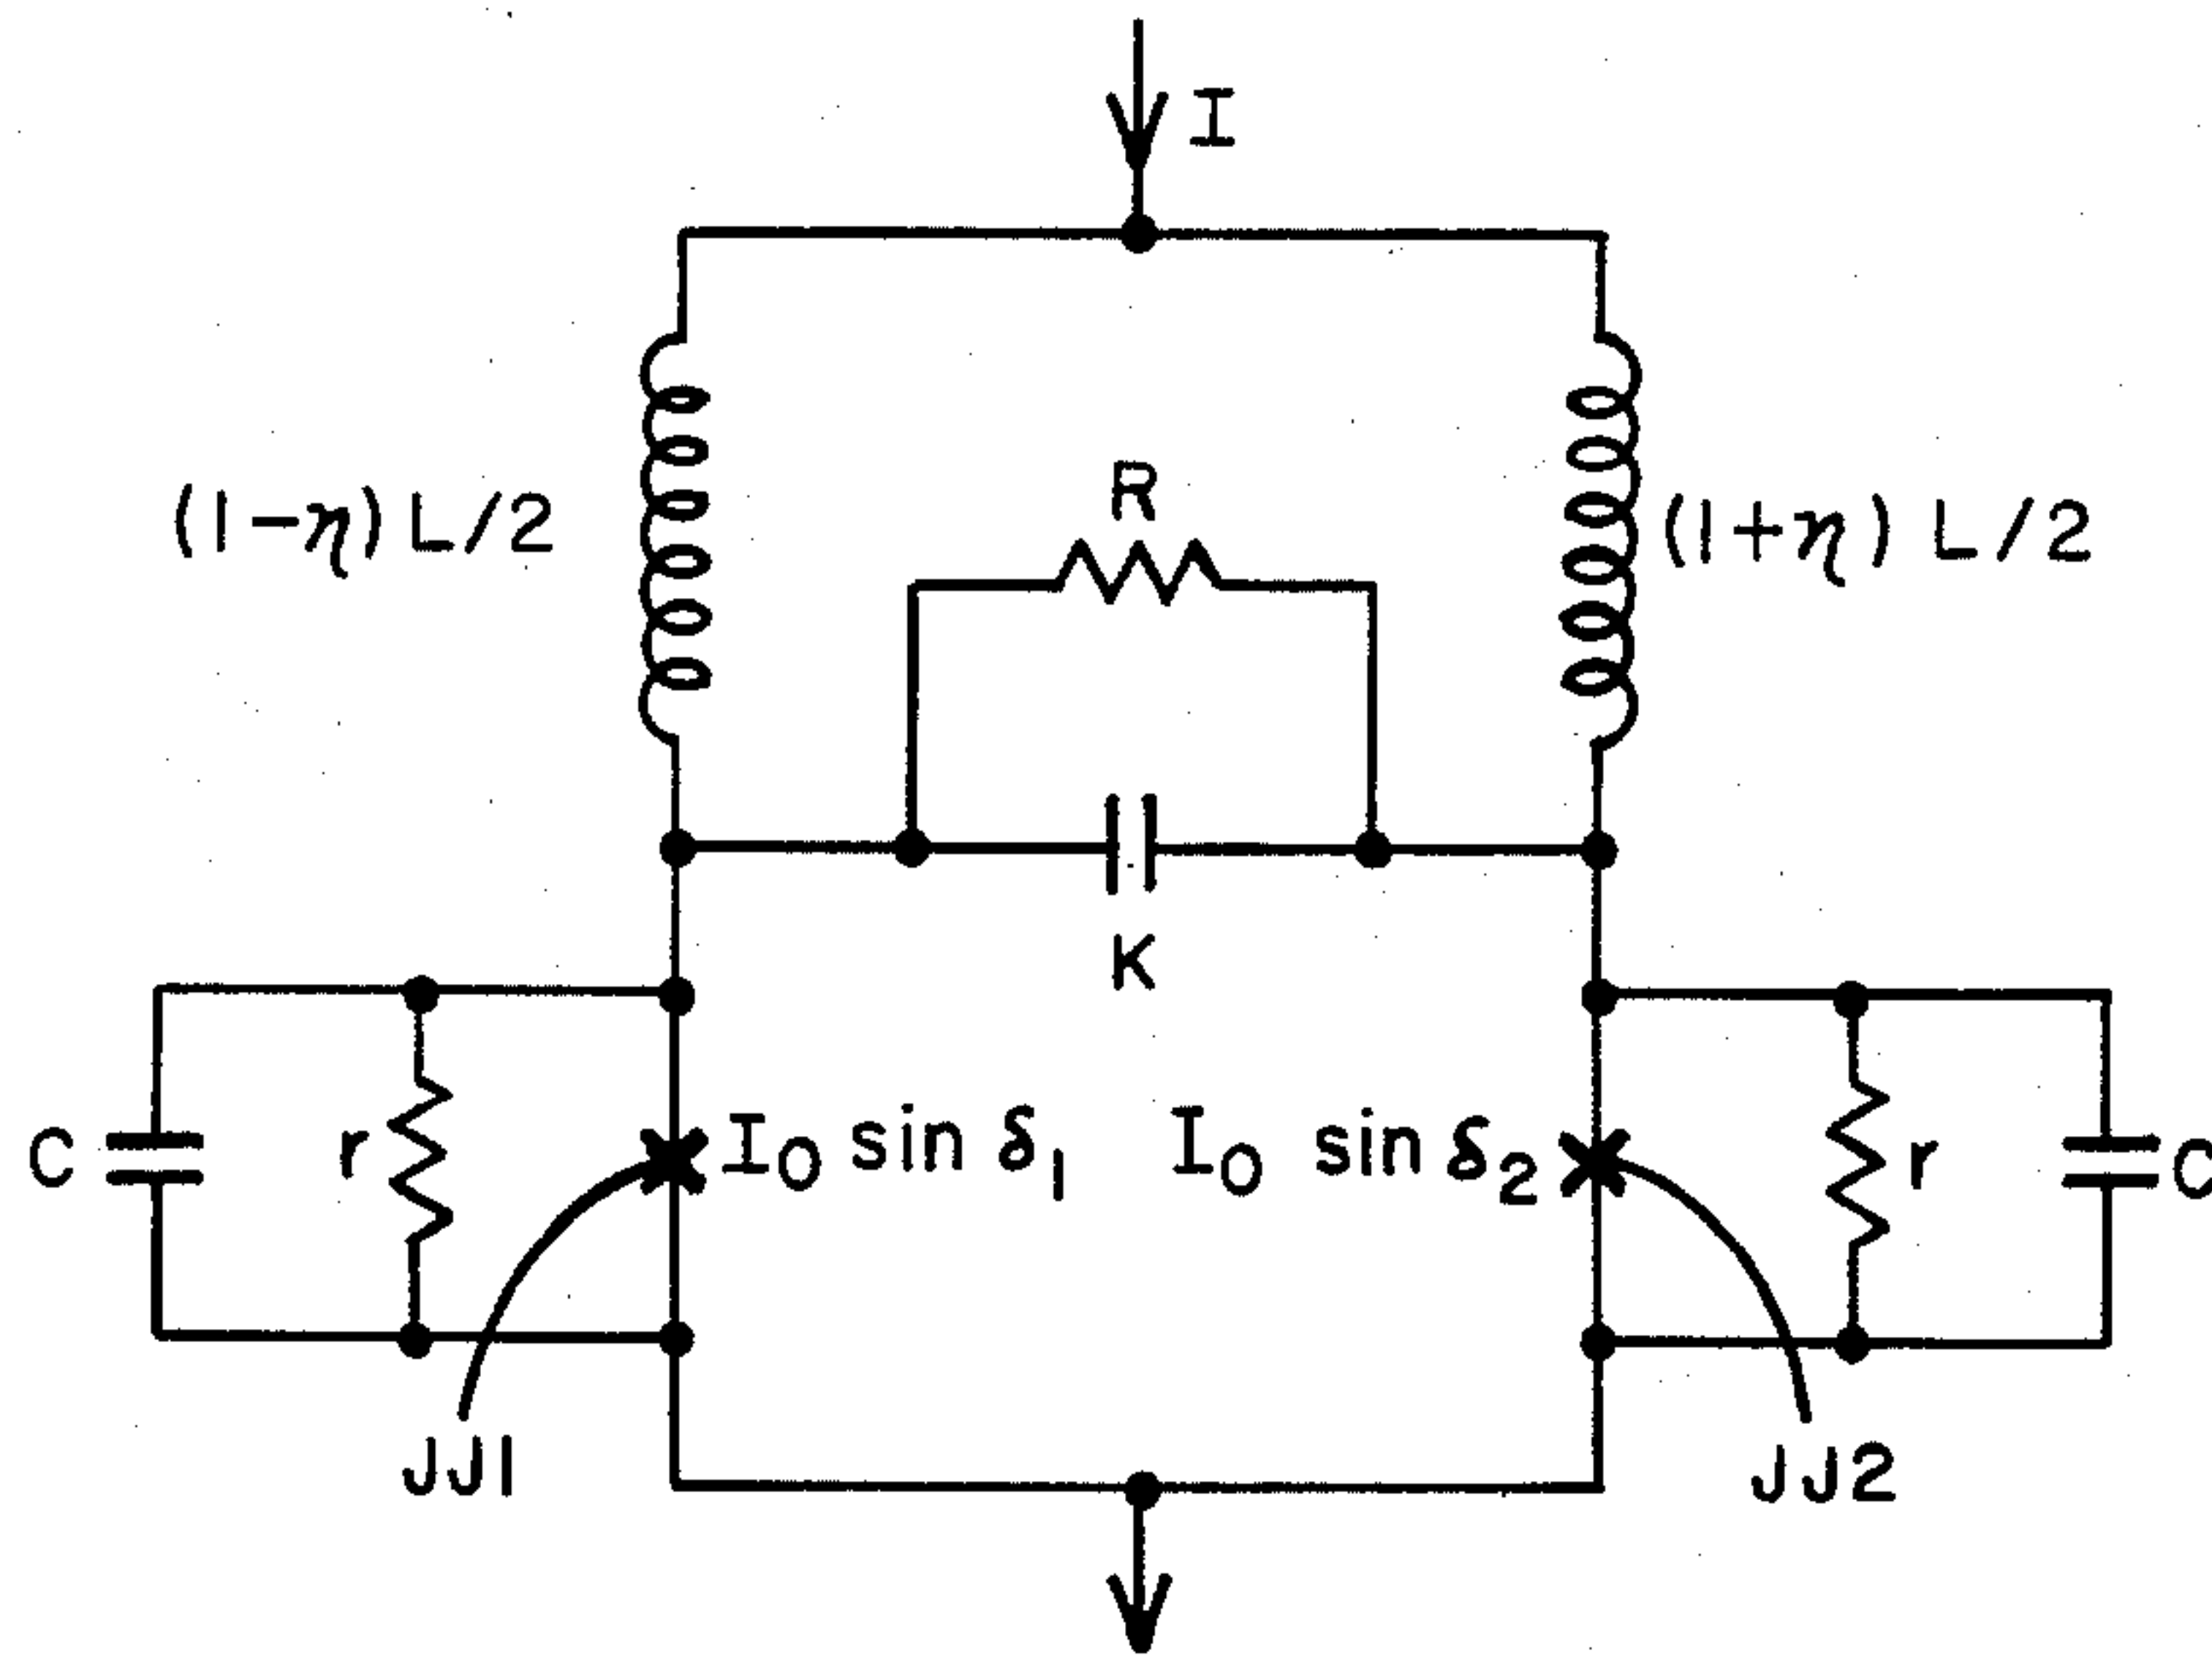 I
(1−η)L/2
R
(1+η)L/2
K
C
r
I₀ sin δ₁
I₀ sin δ₂
r
C
JJ1
JJ2